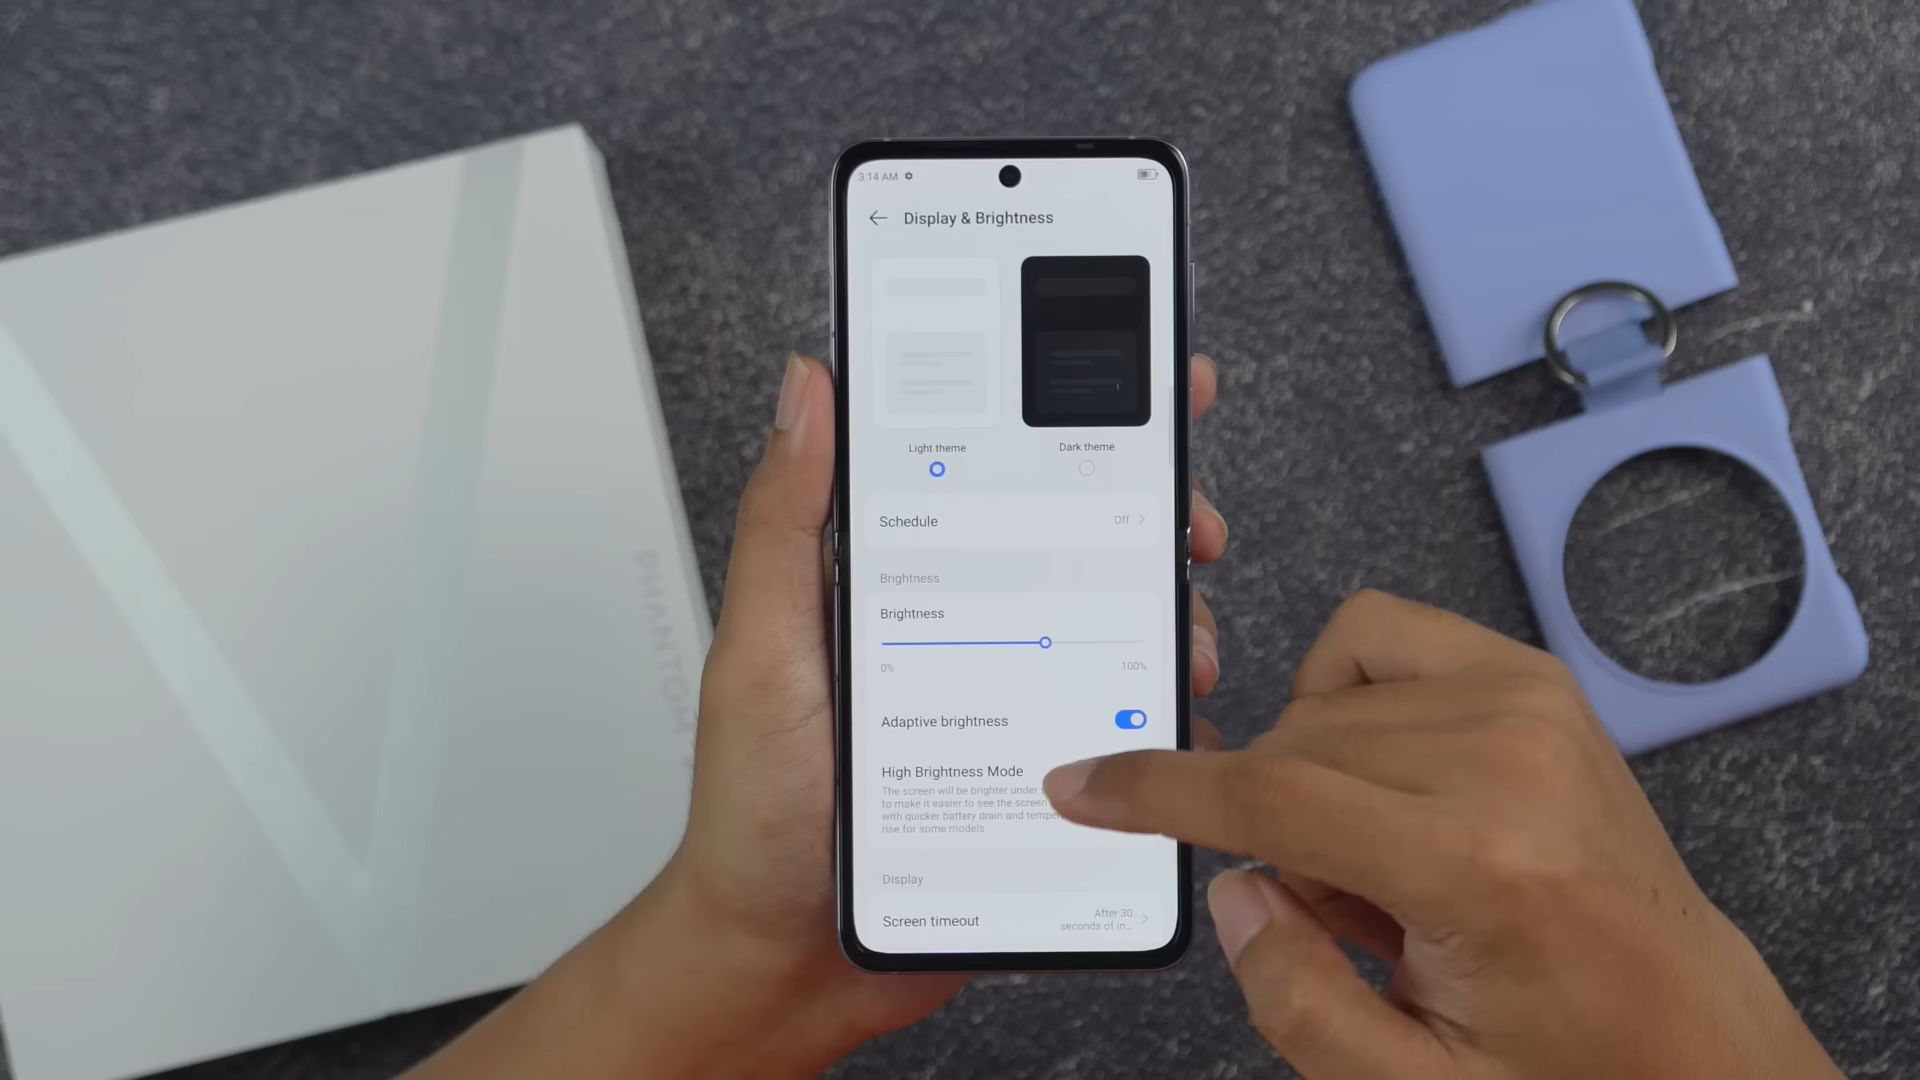 3:14 AM
Display & Brightness
Light theme
Dark theme
Schedule
Off
Brightness
Brightness
0%
100%
Adaptive brightness
High Brightness Mode
The screen will be brighter under
to make it easier to see the screen
with quicker battery drain and
rise for some models
Display
Screen timeout
After 30
seconds of in...
PHANTOM